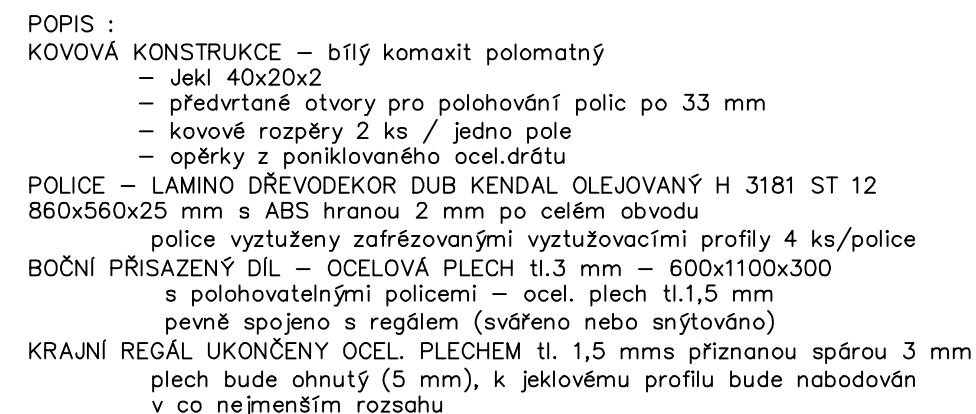 POPIS :
KOVOVÁ KONSTRUKCE – bílý komaxit polomatný
– Jekl 40x20x2
– předvrtané otvory pro polohování polic po 33 mm
– kovové rozpěry 2 ks / jedno pole
– opěrky z poniklovaného ocel.drátu
POLICE – LAMINO DŘEVODEKOR DUB KENDAL OLEJOVANÝ H 3181 ST 12
860x560x25 mm s ABS hranou 2 mm po celém obvodu
police vyztuženy zafrézovanými vyztužovacími profily 4 ks/police
BOČNÍ PŘISAZENÝ DÍL – OCELOVÁ PLECH tl.3 mm – 600x1100x300
s polohovatelnými policemi – ocel. plech tl.1,5 mm
pevně spojeno s regálem (svářeno nebo snýtováno)
KRAJNÍ REGÁL UKONČENY OCEL. PLECHEM tl. 1,5 mms přiznanou spárou 3 mm
plech bude ohnutý (5 mm), k jeklovému profilu bude nabodován
v co nejmenším rozsahu